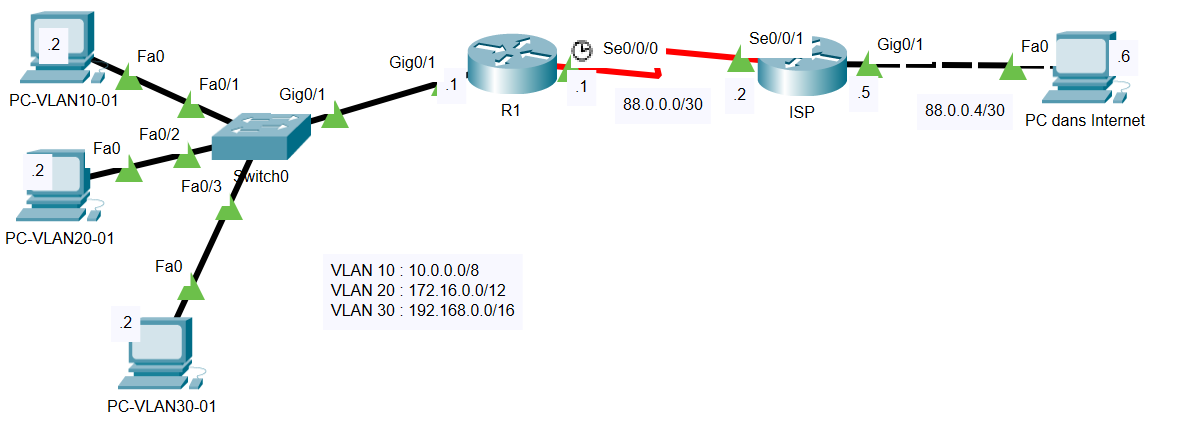 .2
Fa0
PC-VLAN10-01
Fa0/1
Gig0/1
Gig0/1
.1
R1
.1
Se0/0/0
88.0.0.0/30
Se0/0/1
.2
ISP
Gig0/1
.5
88.0.0.4/30
Fa0
.6
PC dans Internet
Fa0/2
Fa0
.2
PC-VLAN20-01
Fa0/3
Switch0
Fa0
.2
PC-VLAN30-01
VLAN 10 : 10.0.0.0/8
VLAN 20 : 172.16.0.0/12
VLAN 30 : 192.168.0.0/16